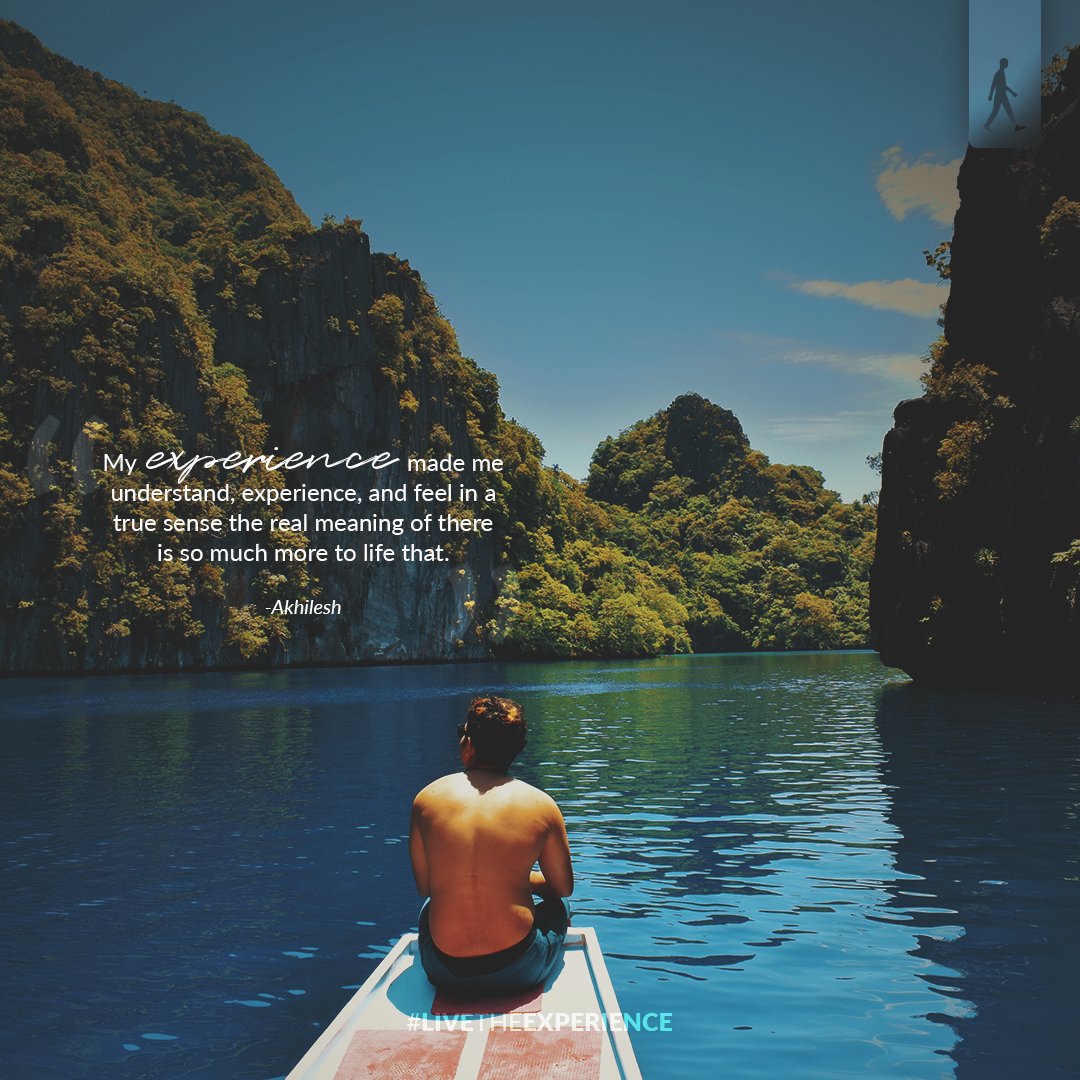 My experience made me
understand, experience, and feel in a
true sense the real meaning of there
is so much more to life that.
-Akhilesh
#LIVETHEEXPERIENCE